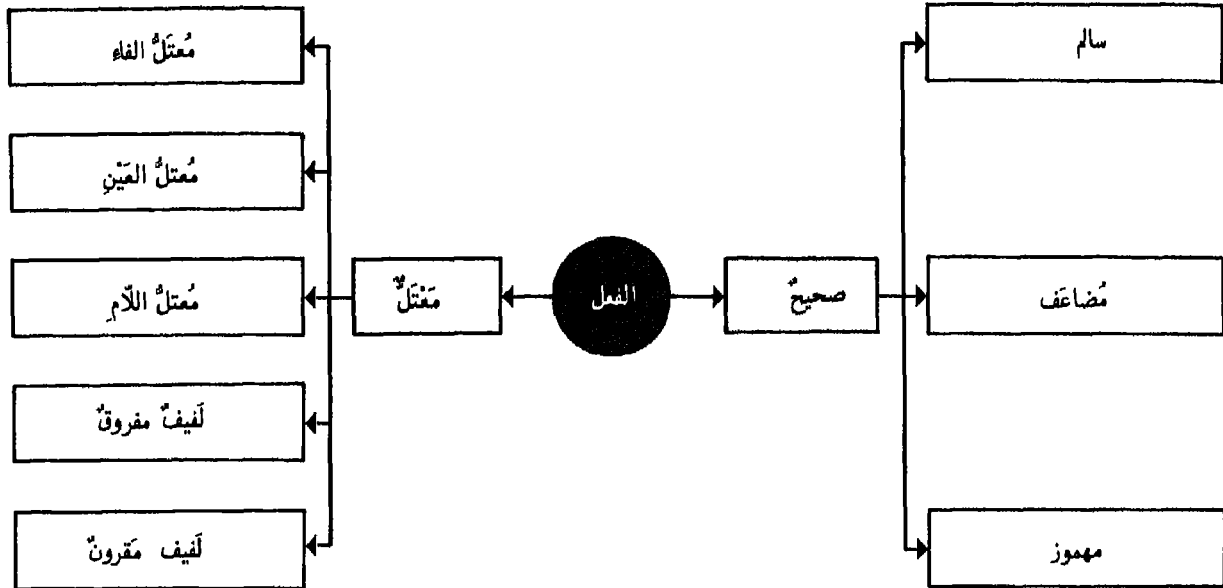 الفعل
صحيحٌ
سالم
مُضاعَف
مهموز
مَعْتَلٌّ
مُعتَلُّ الفاءِ
مُعتلُّ العَيْنِ
مُعتلُّ اللّامِ
لَفيفٌ مفروقٌ
لَفيف مَقرونٌ